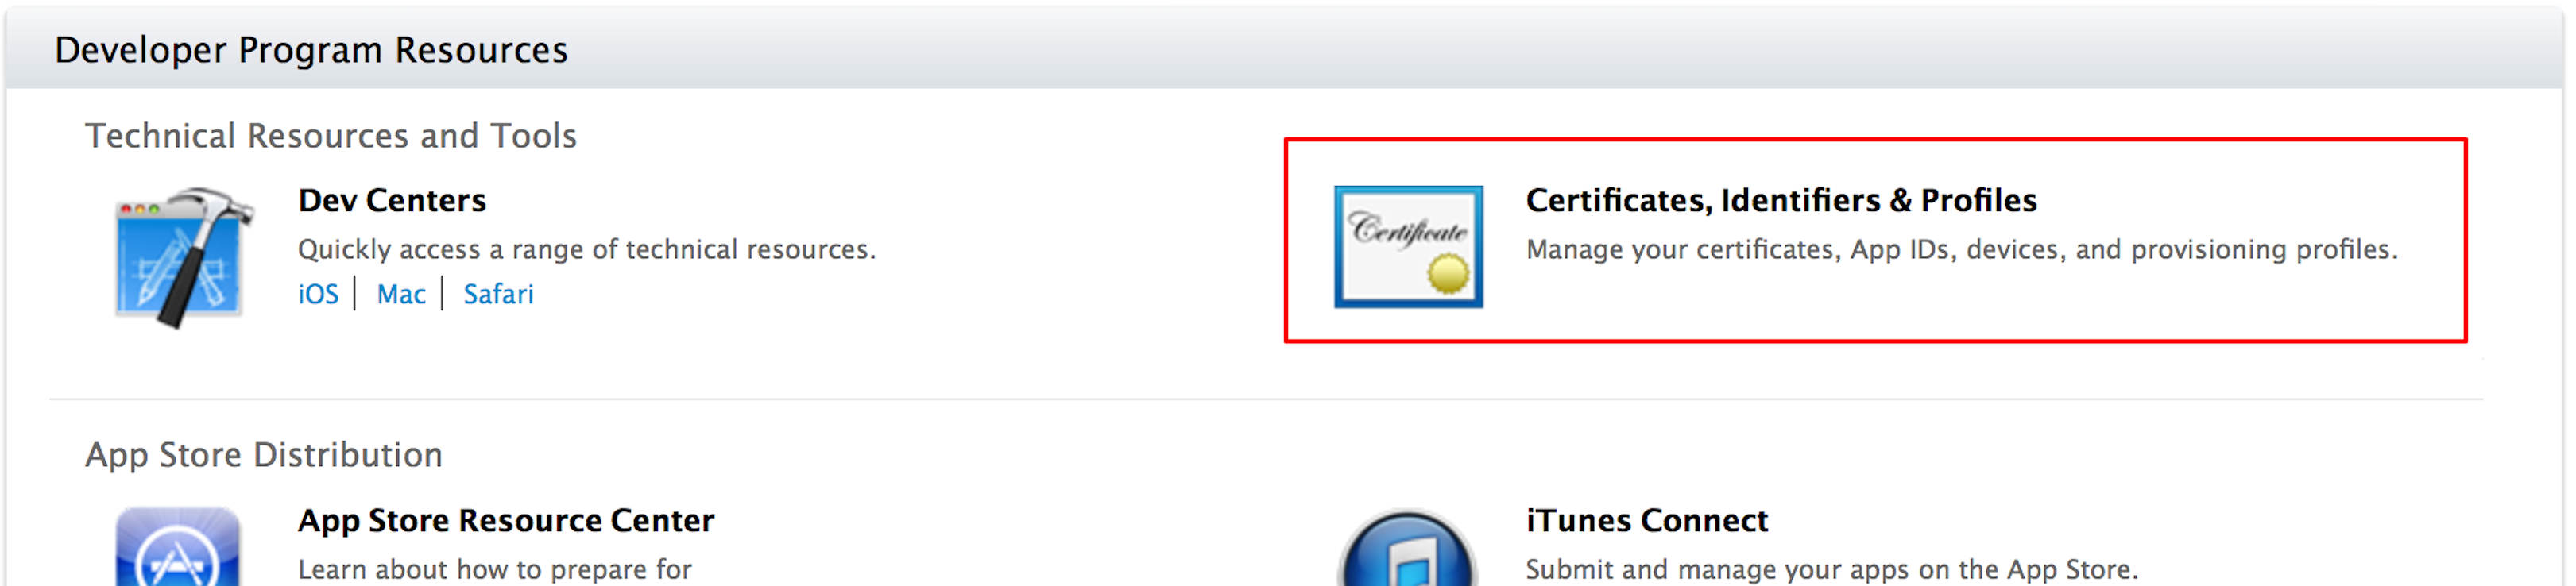 Developer Program Resources
Technical Resources and Tools
Dev Centers
Quickly access a range of technical resources.
iOS | Mac | Safari
Certificate
Certificates, Identifiers & Profiles
Manage your certificates, App IDs, devices, and provisioning profiles.
App Store Distribution
App Store Resource Center
Learn about how to prepare for
iTunes Connect
Submit and manage your apps on the App Store.